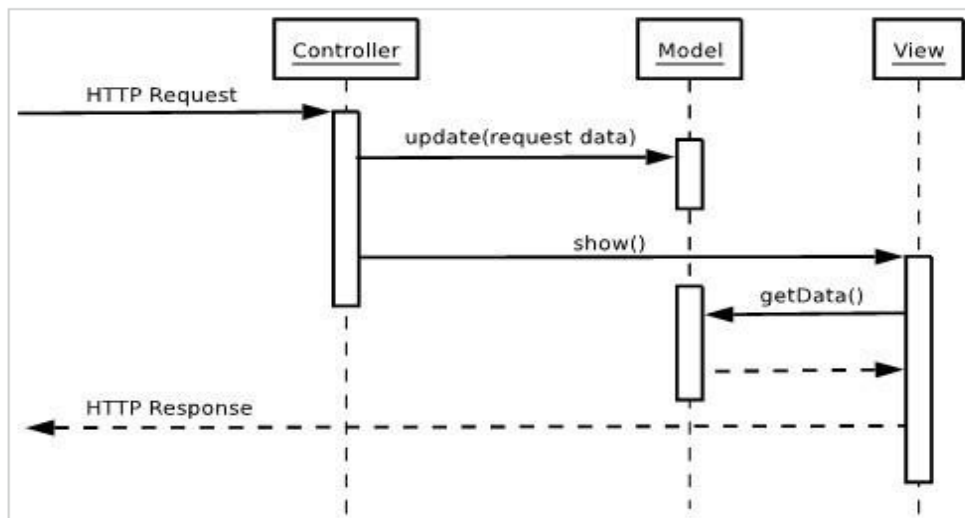 Controller
Model
View
HTTP Request
update(request data)
show()
getData()
HTTP Response